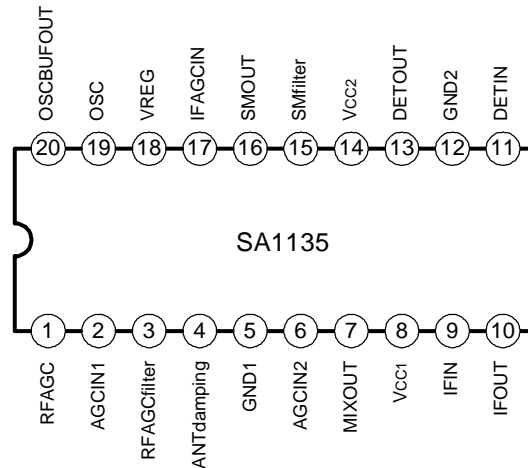 OSCBUFOUT
OSC
VREG
IFAGCIN
SMOUT
SMfilter
VCC2
DETOUT
GND2
DETIN
20
19
18
17
16
15
14
13
12
11
SA1135
1
2
3
4
5
6
7
8
9
10
RFAGC
AGCIN1
RFAGCfilter
ANTdamping
GND1
AGCIN2
MIXOUT
VCC1
IFIN
IFOUT